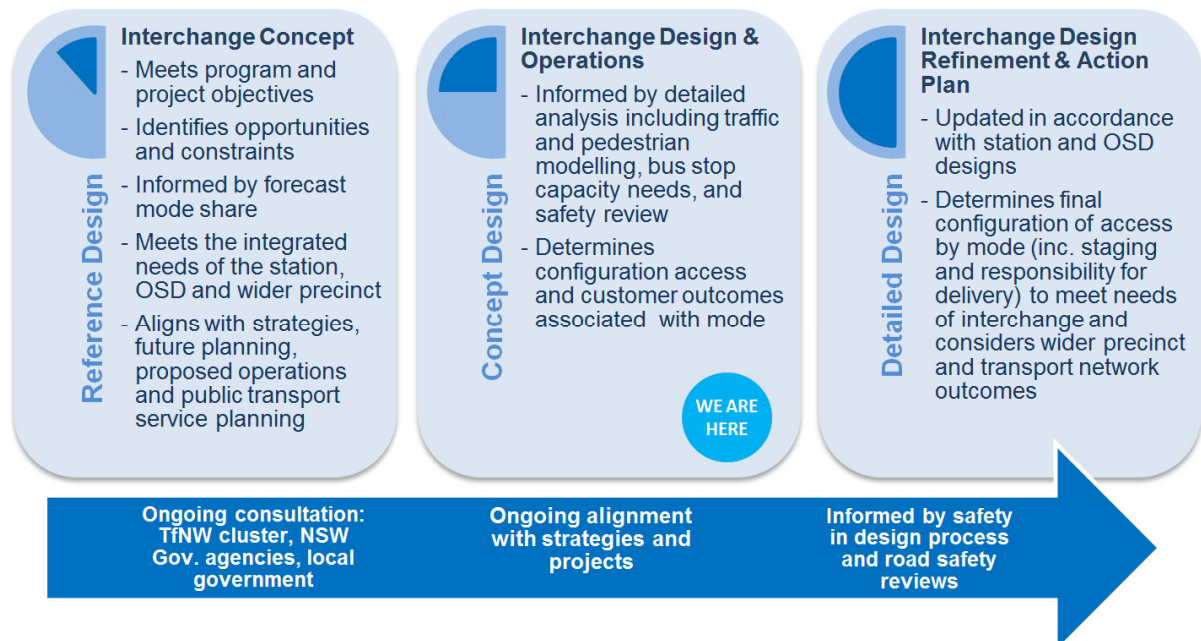 Reference Design
Interchange Concept
- Meets program and
project objectives
- Identifies opportunities
and constraints
- Informed by forecast
mode share
- Meets the integrated
needs of the station,
OSD and wider precinct
- Aligns with strategies,
future planning,
proposed operations
and public transport
service planning
Concept Design
Interchange Design &
Operations
- Informed by detailed
analysis including traffic
and pedestrian
modelling, bus stop
capacity needs, and
safety review
- Determines
configuration access
and customer outcomes
associated with mode
WE ARE
HERE
Detailed Design
Interchange Design
Refinement & Action
Plan
- Updated in accordance
with station and OSD
designs
- Determines final
configuration of access
by mode (inc. staging
and responsibility for
delivery) to meet needs
of interchange and
considers wider precinct
and transport network
outcomes
Ongoing consultation:
TfNW cluster, NSW
Gov. agencies, local
government
Ongoing alignment
with strategies and
projects
Informed by safety
in design process
and road safety
reviews